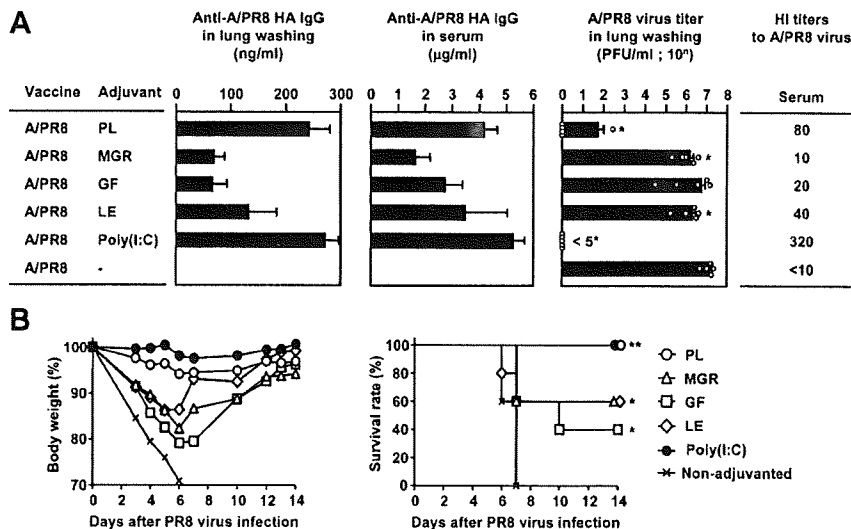 A
Anti-A/PR8 HA IgG
in lung washing
(ng/ml)
Anti-A/PR8 HA IgG
in serum
(μg/ml)
A/PR8 virus titer
in lung washing
(PFU/ml ; 10ⁿ)
HI titers
to A/PR8 virus
Vaccine Adjuvant 0 100 200 300 0 1 2 3 4 5 6 0 1 2 3 4 5 6 7 8 Serum
A/PR8 PL * 80
A/PR8 MGR * 10
A/PR8 GF 20
A/PR8 LE * 40
A/PR8 Poly(I:C) < 5* 320
A/PR8 - <10
B
Body weight (%)
100
90
80
70
0 2 4 6 8 10 12 14
Days after PR8 virus infection
Survival rate (%)
100
80
60
40
20
0
0 2 4 6 8 10 12 14
Days after PR8 virus infection
**
*
*
PL
MGR
GF
LE
Poly(I:C)
Non-adjuvanted